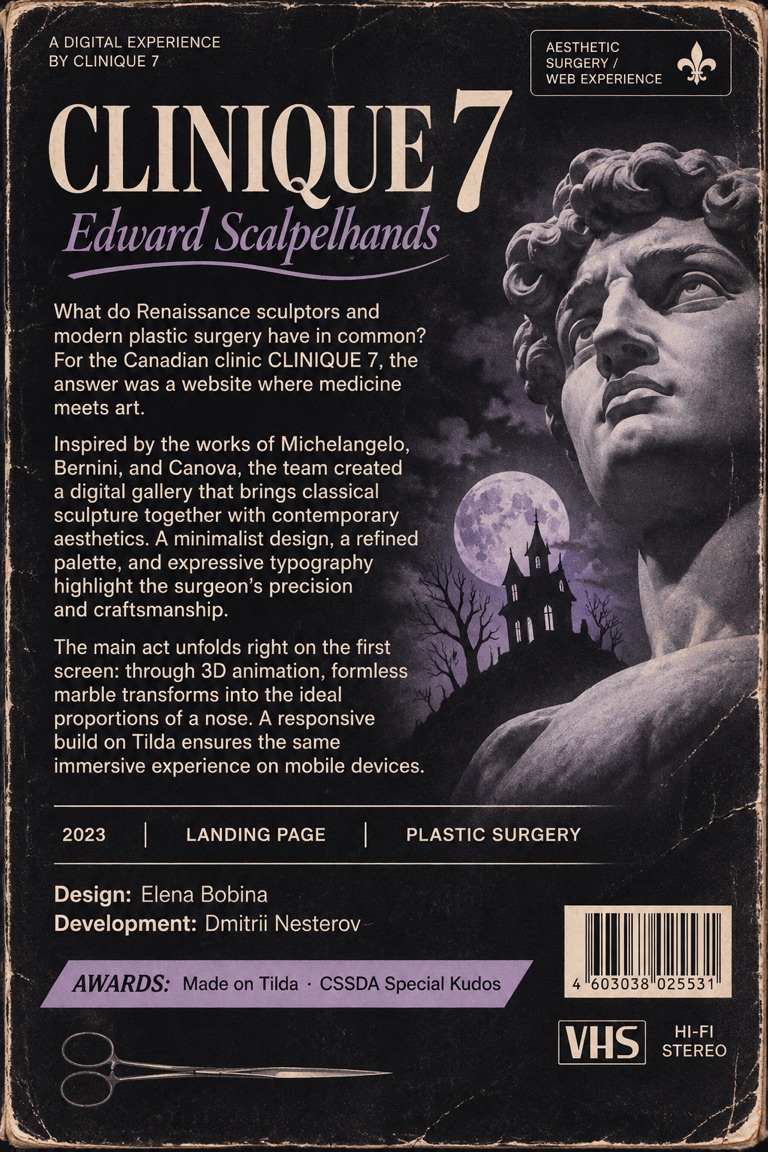 A DIGITAL EXPERIENCE
BY CLINIQUE 7
AESTHETIC
SURGERY /
WEB EXPERIENCE
CLINIQUE 7
Edward Scalpelhands
What do Renaissance sculptors and
modern plastic surgery have in common?
For the Canadian clinic CLINIQUE 7, the
answer was a website where medicine
meets art.
Inspired by the works of Michelangelo,
Bernini, and Canova, the team created
a digital gallery that brings classical
sculpture together with contemporary
aesthetics. A minimalist design, a refined
palette, and expressive typography
highlight the surgeon’s precision
and craftsmanship.
The main act unfolds right on the first
screen: through 3D animation, formless
marble transforms into the ideal
proportions of a nose. A responsive
build on Tilda ensures the same
immersive experience on mobile devices.
2023 | LANDING PAGE | PLASTIC SURGERY
Design: Elena Bobina
Development: Dmitrii Nesterov
AWARDS: Made on Tilda · CSSDA Special Kudos
4 603038 025531
VHS
HI-FI
STEREO